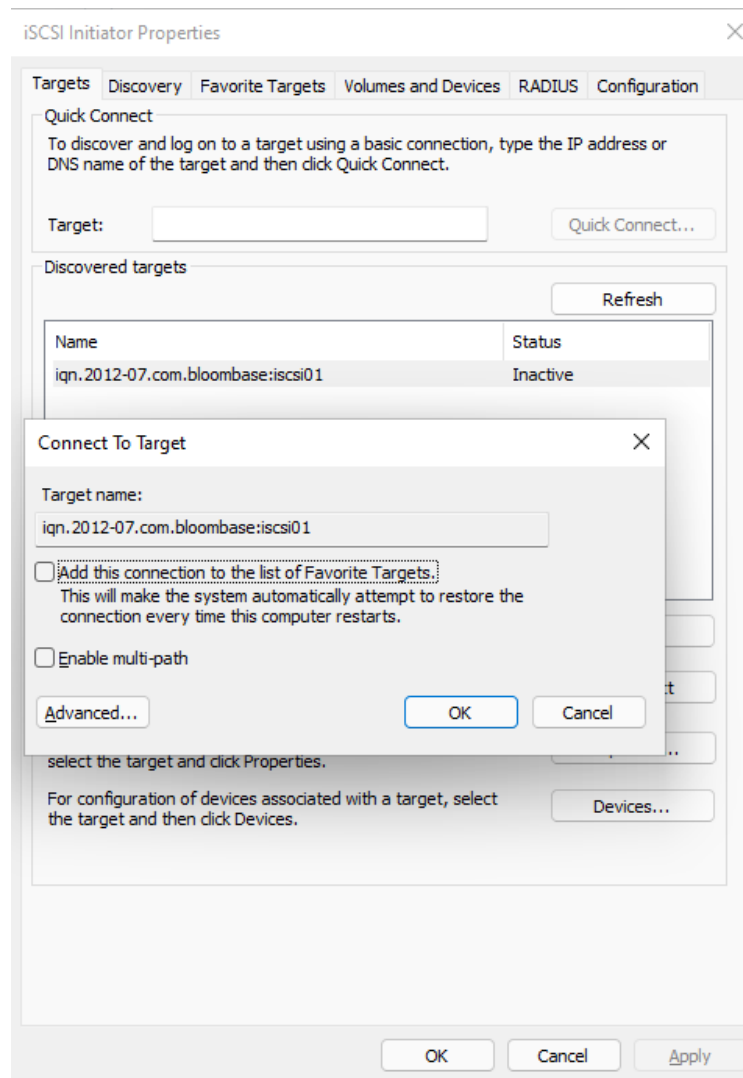 iSCSI Initiator Properties
Targets Discovery Favorite Targets Volumes and Devices RADIUS Configuration
Quick Connect
To discover and log on to a target using a basic connection, type the IP address or
DNS name of the target and then click Quick Connect.
Target:
Quick Connect...
Discovered targets
Refresh
Name Status
iqn.2012-07.com.bloombase:iscsi01 Inactive
Connect To Target
Target name:
iqn.2012-07.com.bloombase:iscsi01
Add this connection to the list of Favorite Targets.
This will make the system automatically attempt to restore the
connection every time this computer restarts.
Enable multi-path
Advanced... OK Cancel
select the target and click Properties.
For configuration of devices associated with a target, select
the target and then click Devices.
Devices...
OK Cancel Apply